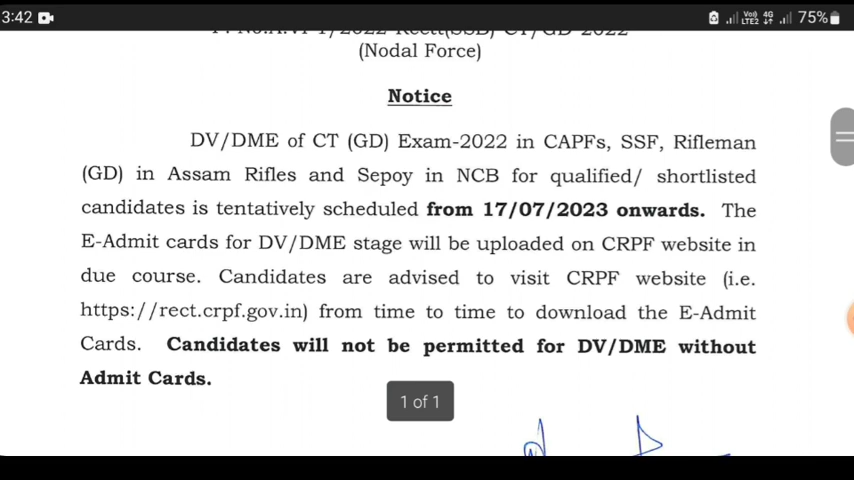 3:42
Vo))
LTE2
4G
75%
(Nodal Force)
Notice
DV/DME of CT (GD) Exam-2022 in CAPFs, SSF, Rifleman
(GD) in Assam Rifles and Sepoy in NCB for qualified/ shortlisted
candidates is tentatively scheduled from 17/07/2023 onwards. The
E-Admit cards for DV/DME stage will be uploaded on CRPF website in
due course. Candidates are advised to visit CRPF website (i.e.
https://rect.crpf.gov.in) from time to time to download the E-Admit
Cards. Candidates will not be permitted for DV/DME without
Admit Cards.
1 of 1